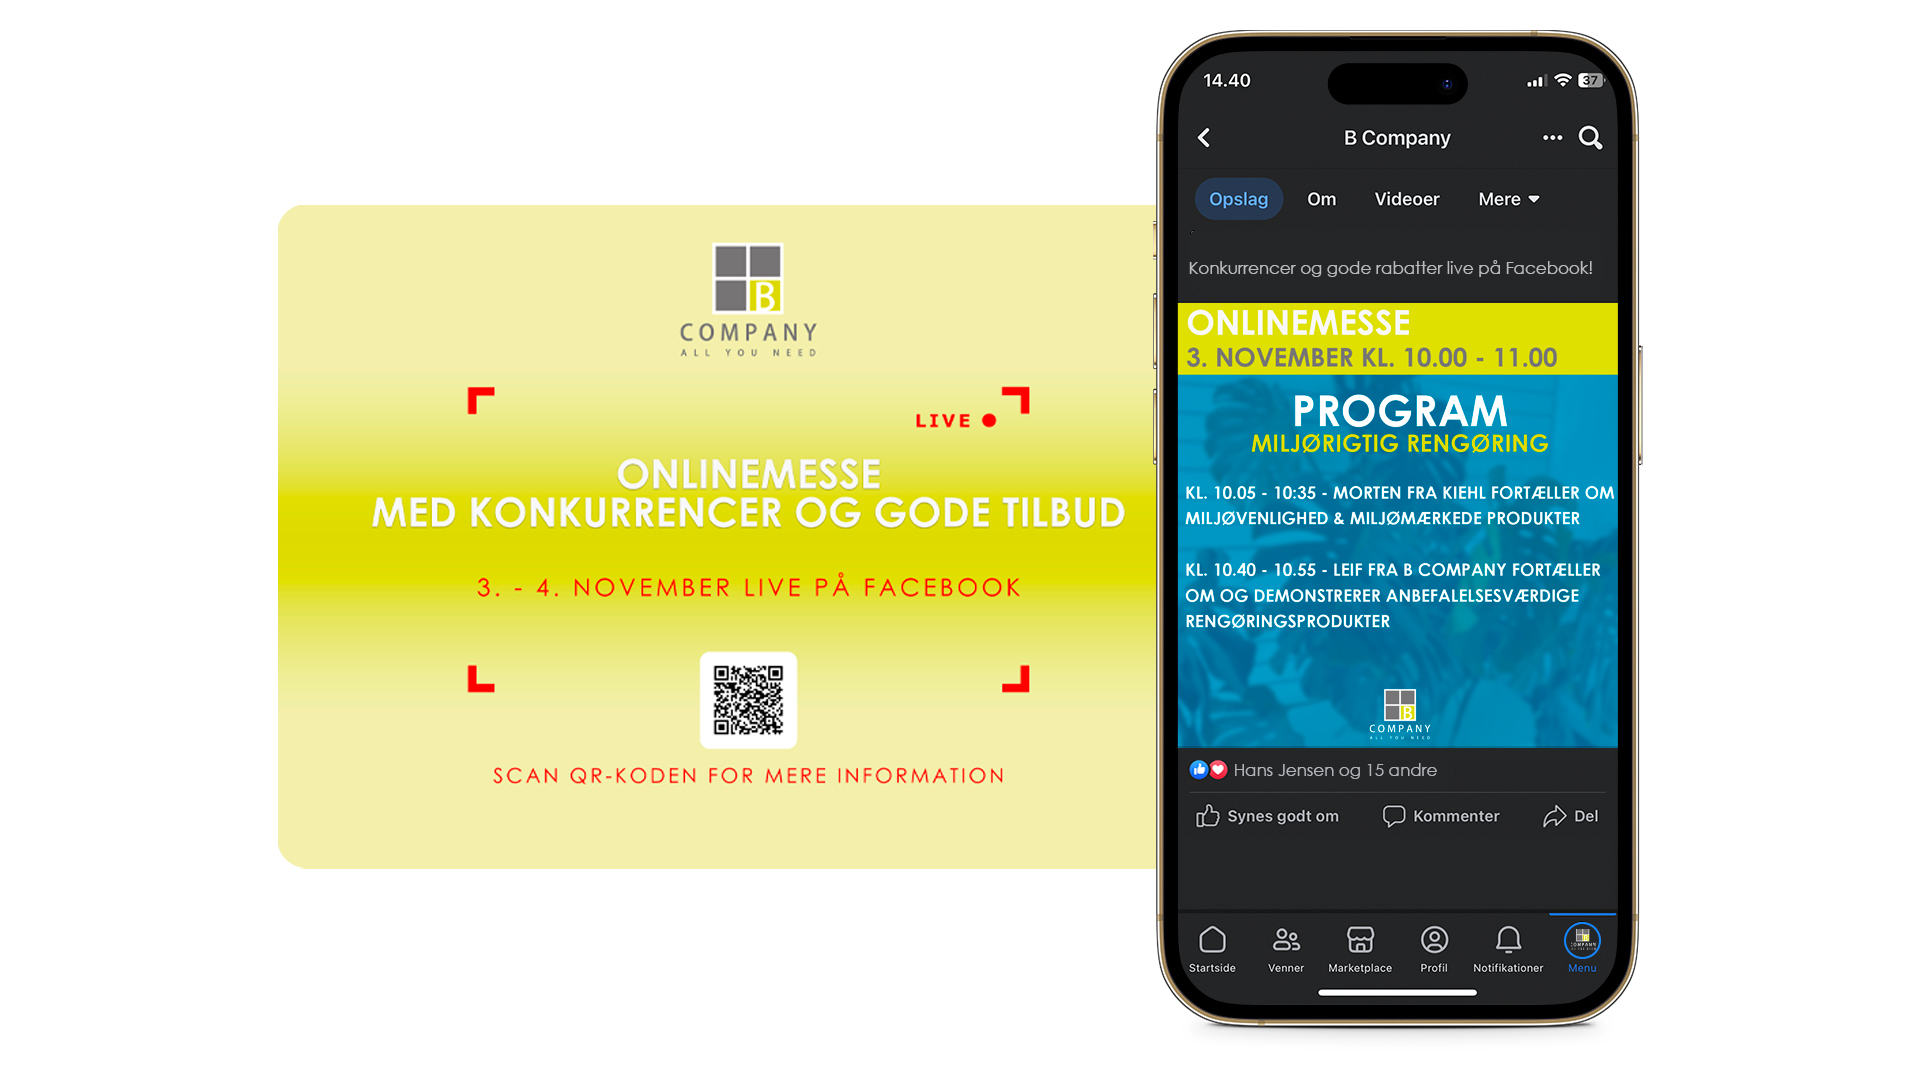 B
COMPANY
ALL YOU NEED
LIVE
ONLINEMESSE
MED KONKURRENCER OG GODE TILBUD
3. - 4. NOVEMBER LIVE PÅ FACEBOOK
SCAN QR-KODEN FOR MERE INFORMATION
14.40
37
B Company
Opslag Om Videoer Mere
Konkurrencer og gode rabatter live på Facebook!
ONLINEMESSE
3. NOVEMBER KL. 10.00 - 11.00
PROGRAM
MILJØRIGTIG RENGØRING
KL. 10.05 - 10:35 - MORTEN FRA KIEHL FORTÆLLER OM
MILJØVENLIGHED & MILJØMÆRKEDE PRODUKTER
KL. 10.40 - 10.55 - LEIF FRA B COMPANY FORTÆLLER
OM OG DEMONSTRERER ANBEFALELSESVÆRDIGE
RENGØRINGSPRODUKTER
B
COMPANY
ALL YOU NEED
Hans Jensen og 15 andre
Synes godt om Kommenter Del
Startside Venner Marketplace Profil Notifikationer Menu